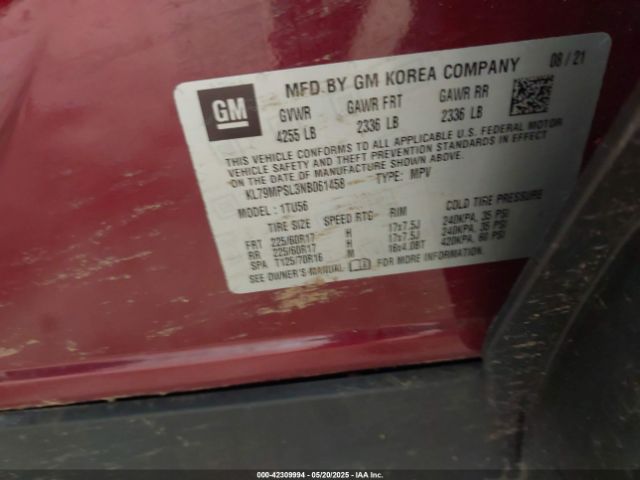 GM
MFD.BY GM KOREA COMPANY 08/21
GVWR GAWR FRT GAWR RR
4255 LB 2336 LB 2336 LB
THIS VEHICLE CONFORMS TO ALL APPLICABLE U.S. FEDERAL MOTOR
VEHICLE SAFETY AND THEFT PREVENTION STANDARDS IN EFFECT ON THE
DATE OF MANUFACTURE SHOWN ABOVE.
KL79MPSL3NB061458 TYPE: MPV
MODEL: 1TU56
TIRE SIZE SPEED RTG RIM COLD TIRE PRESSURE
FRT 225/60R17 H 17x7.5J 240KPA, 35 PSI
RR 225/60R17 H 17x7.5J 240KPA, 35 PSI
SPA T125/70R16 M 16x4.0BT 420KPA, 60 PSI
SEE OWNER'S MANUAL FOR MORE INFORMATION.
000-42309994 | 05/20/2025 | IAA Inc.